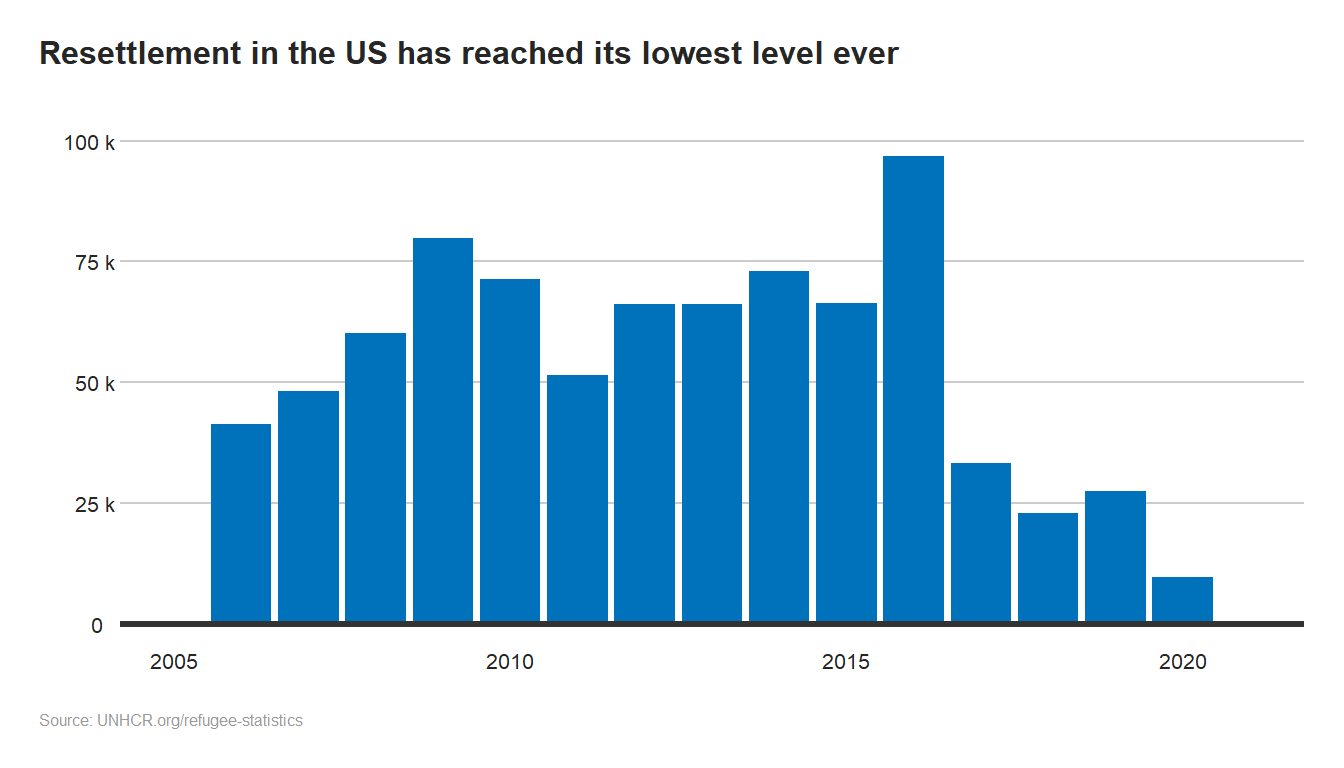 Resettlement in the US has reached its lowest level ever
100 k
75 k
50 k
25 k
0
2005 2010 2015 2020
Source: UNHCR.org/refugee-statistics